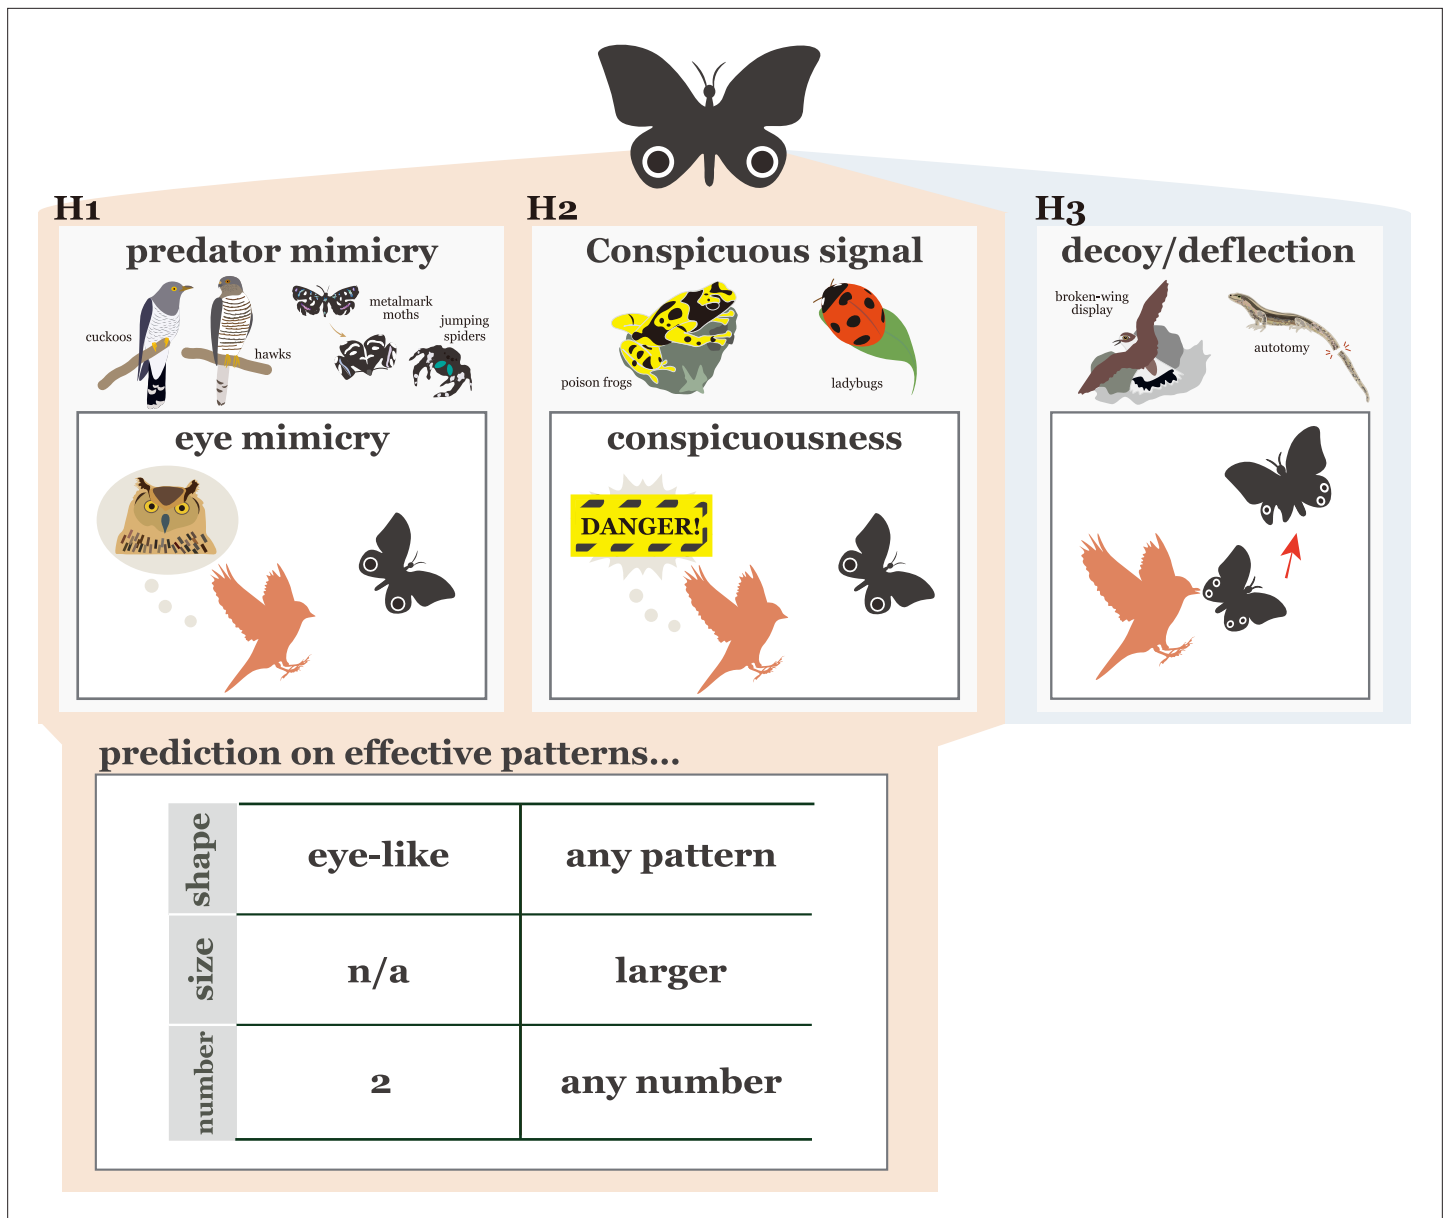 H1
predator mimicry
cuckoos
hawks
metalmark
moths
jumping
spiders
eye mimicry
H2
Conspicuous signal
poison frogs
ladybugs
conspicuousness
DANGER!
H3
decoy/deflection
broken-wing
display
autotomy
prediction on effective patterns...
shape
eye-like
any pattern
size
n/a
larger
number
2
any number